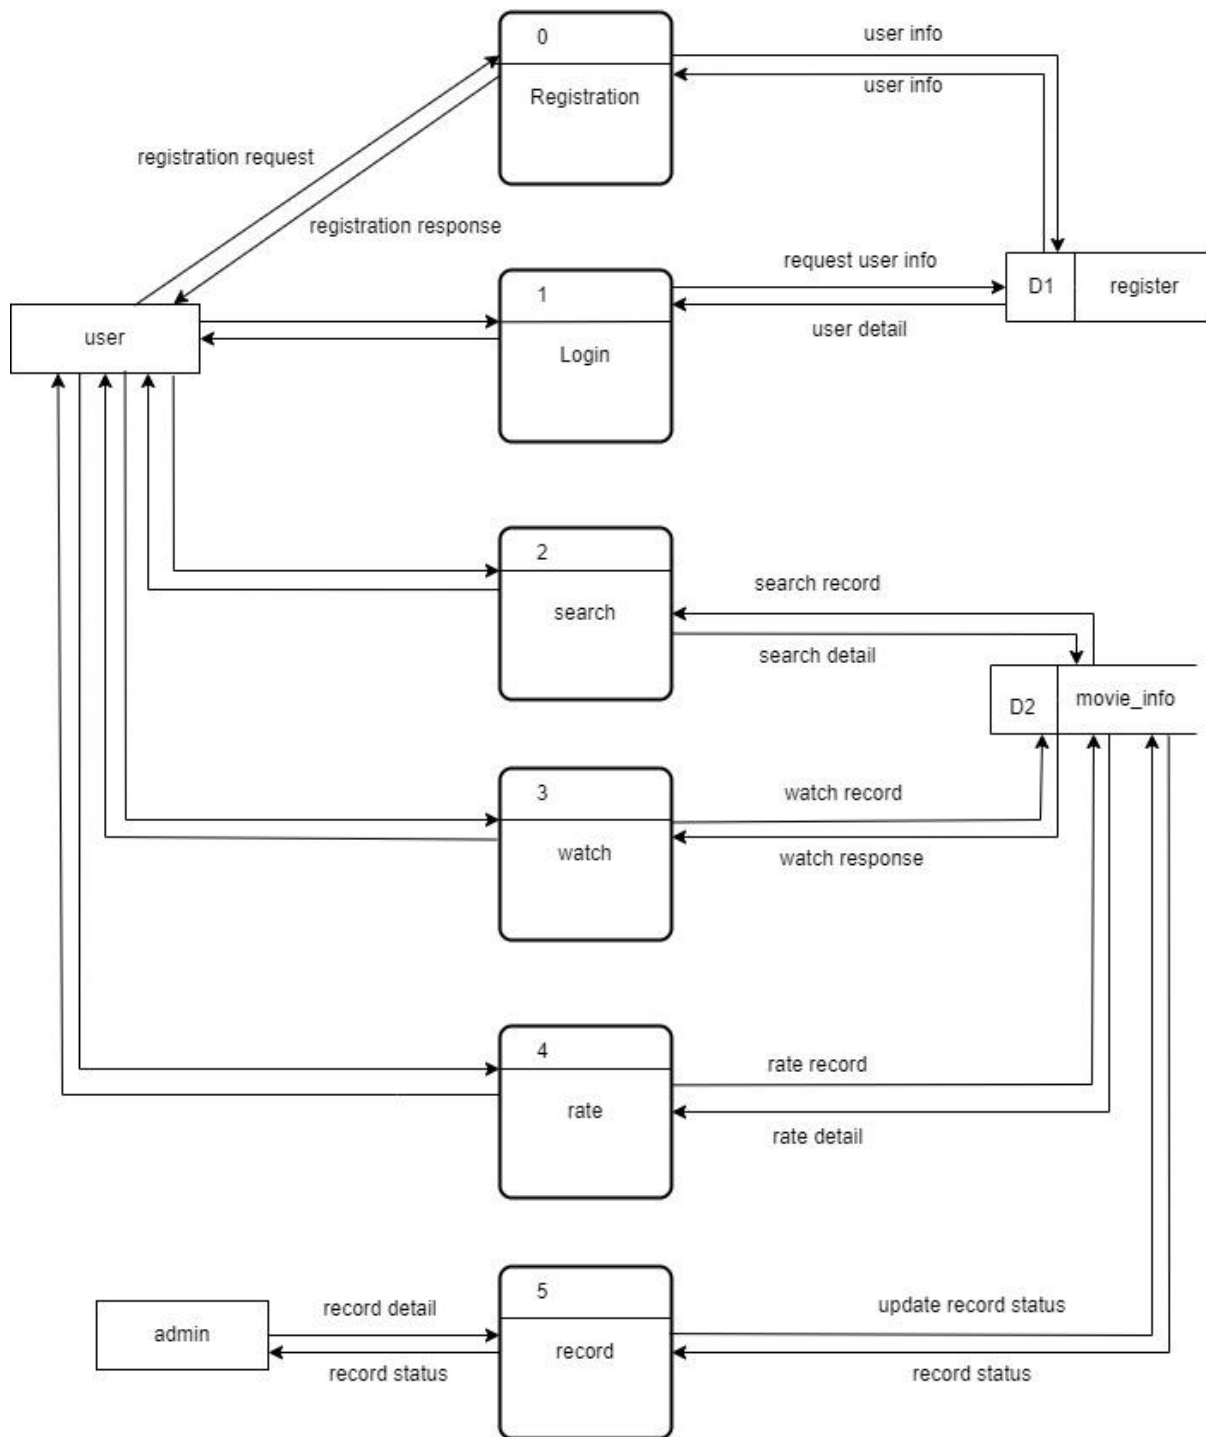 0
Registration
user info
user info
registration request
registration response
request user info
user detail
D1
register
user
1
Login
2
search
search record
search detail
D2
movie_info
3
watch
watch record
watch response
4
rate
rate record
rate detail
5
record
admin
record detail
record status
update record status
record status